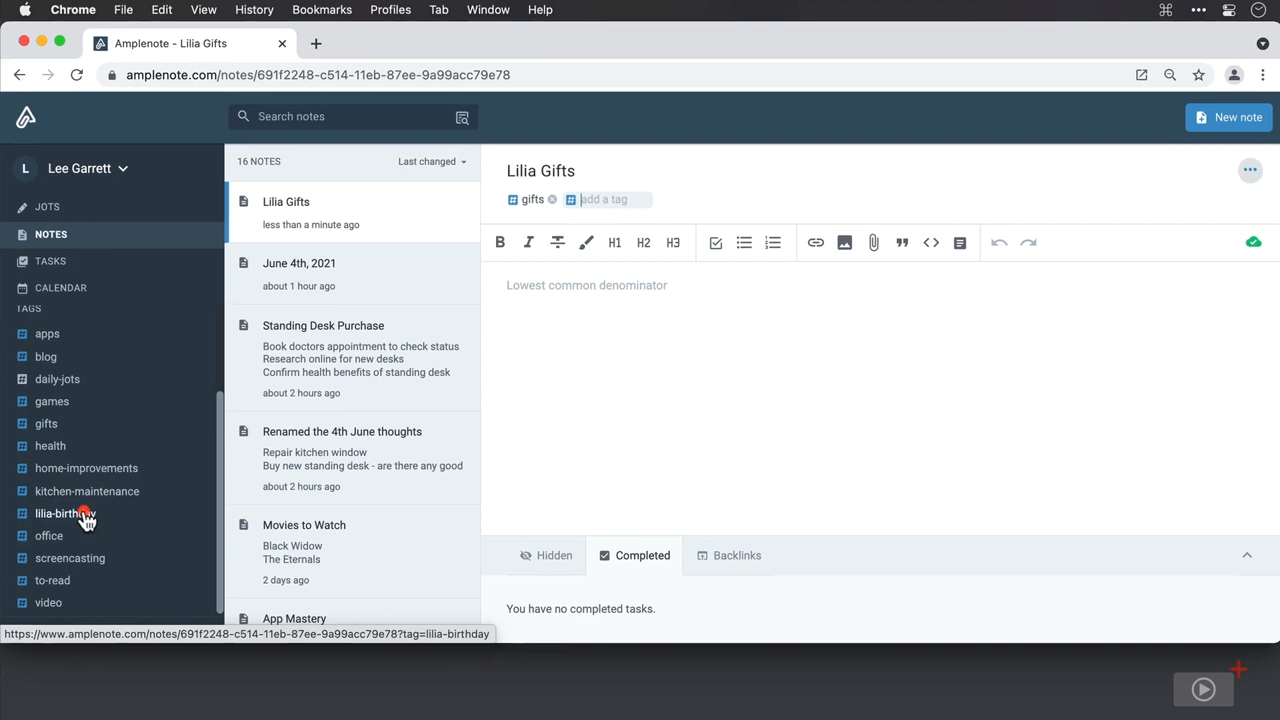 Chrome File Edit View History Bookmarks Profiles Tab Window Help
Amplenote - Lilia Gifts
amplenote.com/notes/691f2248-c514-11eb-87ee-9a99acc79e78
Search notes
New note
L Lee Garrett
JOTS
NOTES
TASKS
CALENDAR
TAGS
apps
blog
daily-jots
games
gifts
health
home-improvements
kitchen-maintenance
lilia-birthday
office
screencasting
to-read
video
16 NOTES Last changed
Lilia Gifts
less than a minute ago
June 4th, 2021
about 1 hour ago
Standing Desk Purchase
Book doctors appointment to check status
Research online for new desks
Confirm health benefits of standing desk
about 2 hours ago
Renamed the 4th June thoughts
Repair kitchen window
Buy new standing desk - are there any good
about 2 hours ago
Movies to Watch
Black Widow
The Eternals
2 days ago
App Mastery
Lilia Gifts
gifts add a tag
B I S H1 H2 H3
Lowest common denominator
Hidden Completed Backlinks
You have no completed tasks.
https://www.amplenote.com/notes/691f2248-c514-11eb-87ee-9a99acc79e78?tag=lilia-birthday